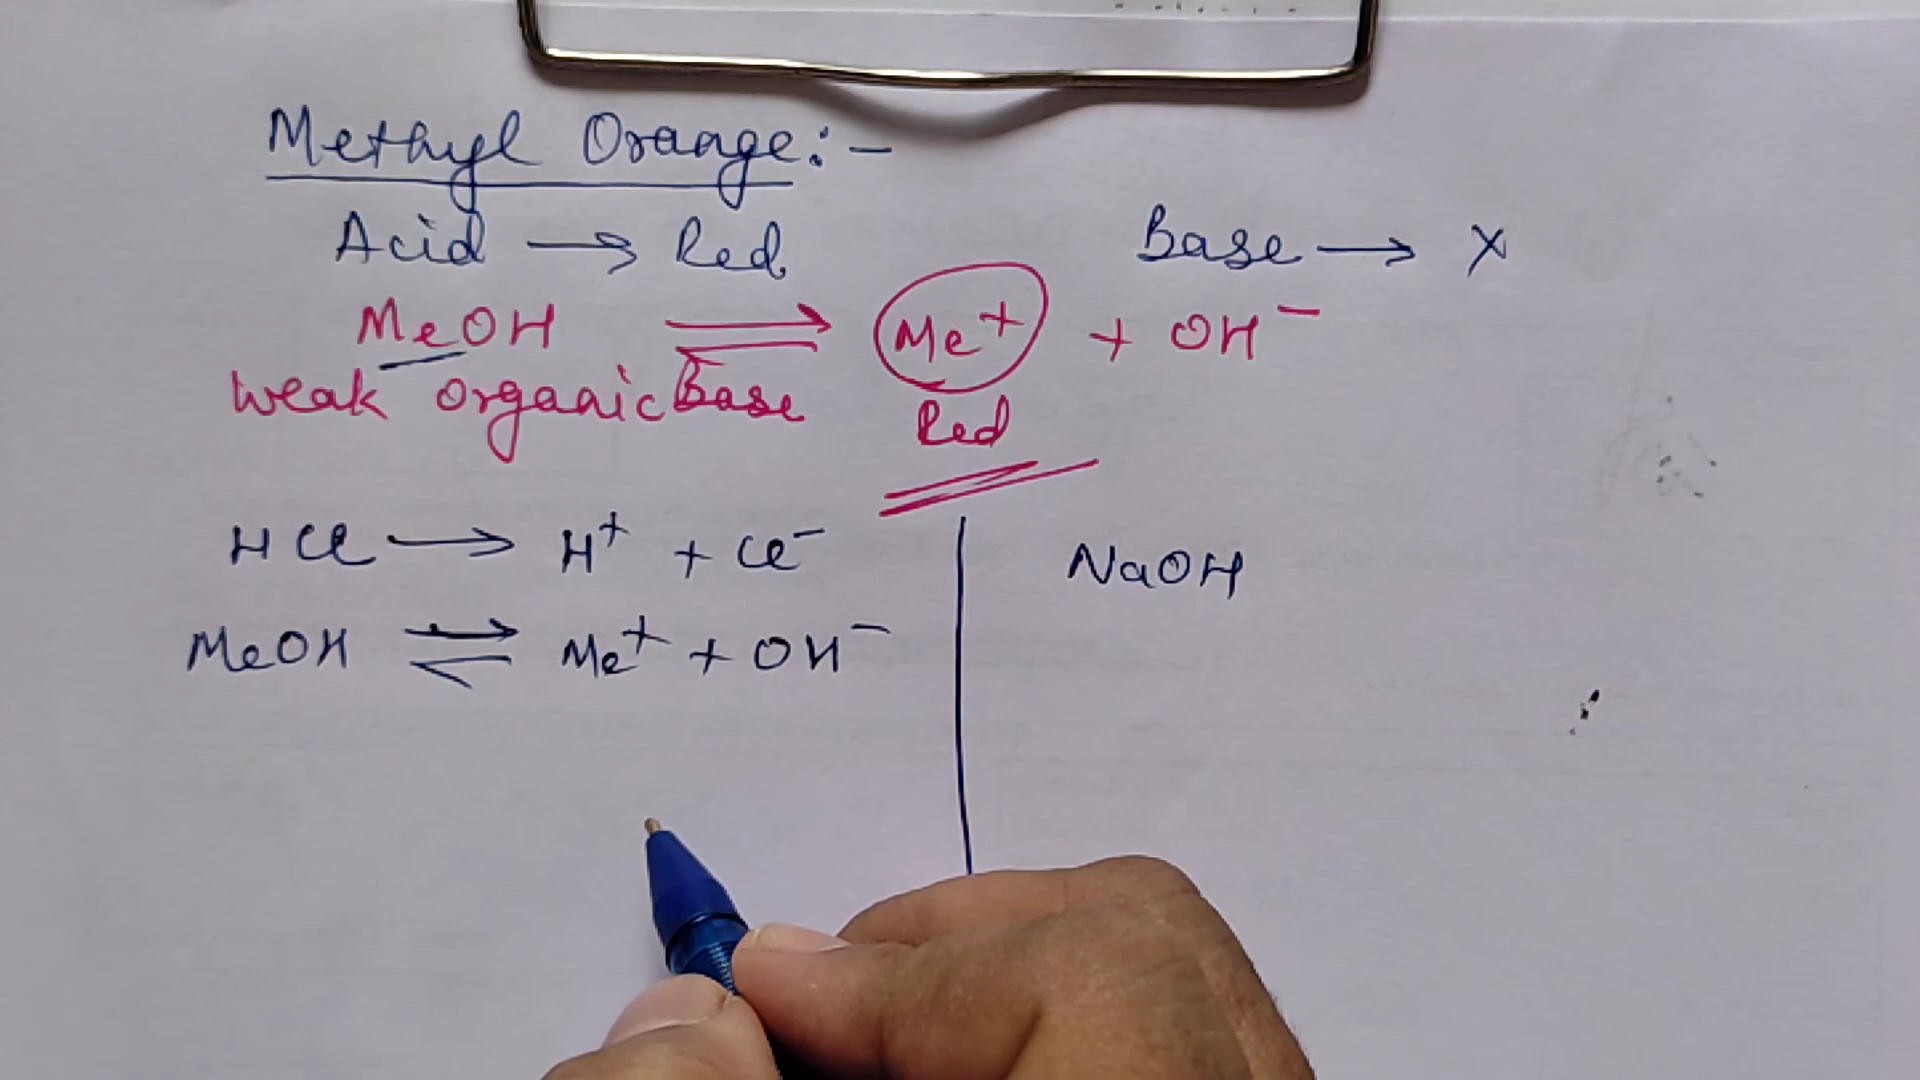 Methyl Orange:-
Acid → Red
Base → X
MeOH ⇌ Me⁺ + OH⁻
weak organic Base
Red
HCl → H⁺ + Cl⁻
MeOH ⇌ Me⁺ + OH⁻
NaOH